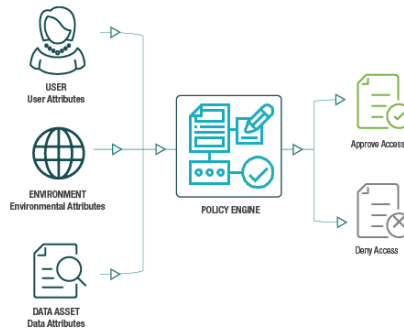 USER
User Attributes
ENVIRONMENT
Environmental Attributes
DATA ASSET
Data Attributes
POLICY ENGINE
Approve Access
Deny Access